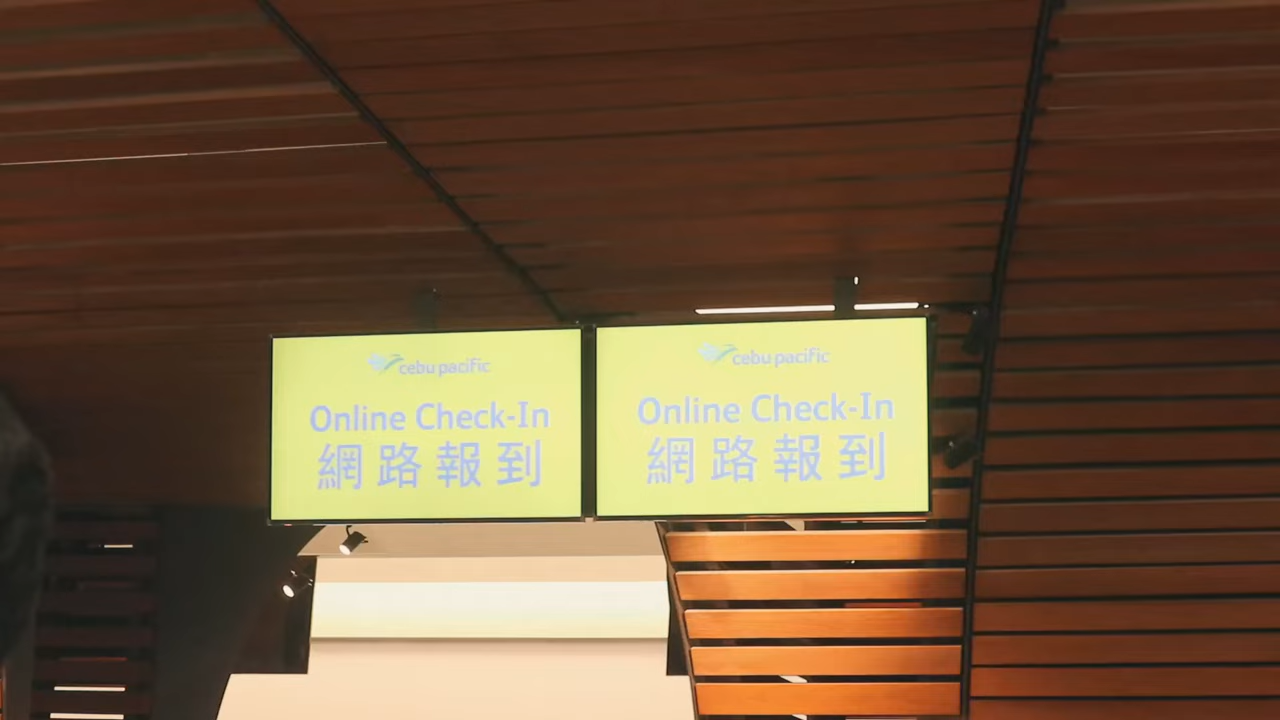 cebu pacific
Online Check-In
網路報到
cebu pacific
Online Check-In
網路報到